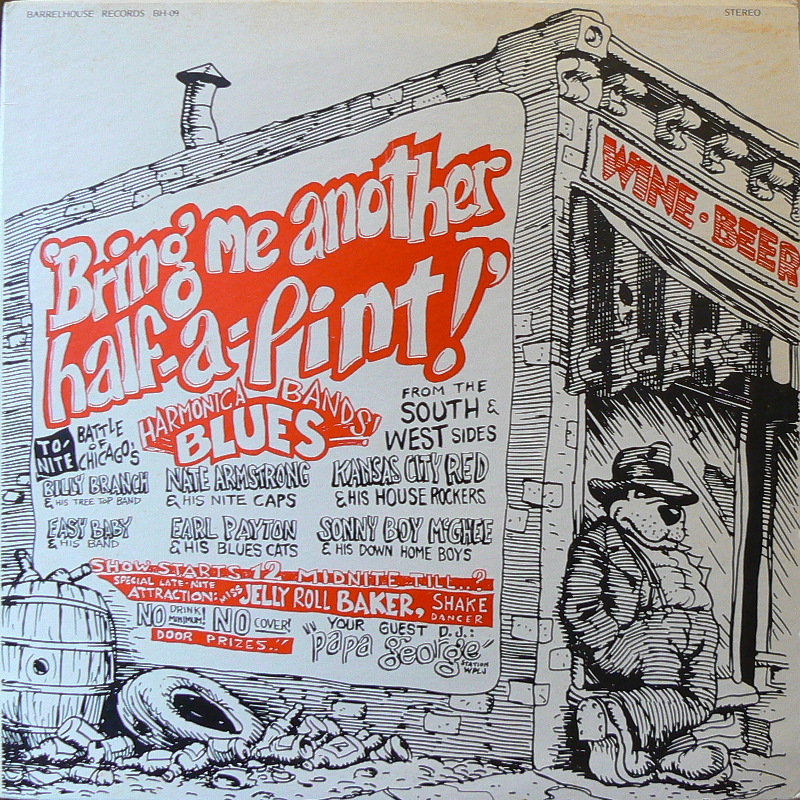 BARRELHOUSE RECORDS BH-09
STEREO
WINE · BEER
CIGARS
'Bring me another
half-a-Pint!'
TO-NITE
BATTLE OF CHICAGO'S
HARMONICA BANDS!
BLUES
FROM THE
SOUTH &
WEST SIDES
BILLY BRANCH
& HIS TREE TOP BAND
NATE ARMSTRONG
& HIS NITE CAPS
KANSAS CITY RED
& HIS HOUSE ROCKERS
EASY BABY
& HIS BAND
EARL PAYTON
& HIS BLUES CATS
SONNY BOY McGHEE
& HIS DOWN HOME BOYS
SHOW STARTS 12 MIDNITE TILL...?
SPECIAL LATE-NITE
ATTRACTION: MISS JELLY ROLL BAKER, SHAKE DANCER
NO DRINK MINIMUM! NO COVER!
DOOR PRIZES..!!
YOUR GUEST D.J.:
"papa george"
STATION
WPLJ